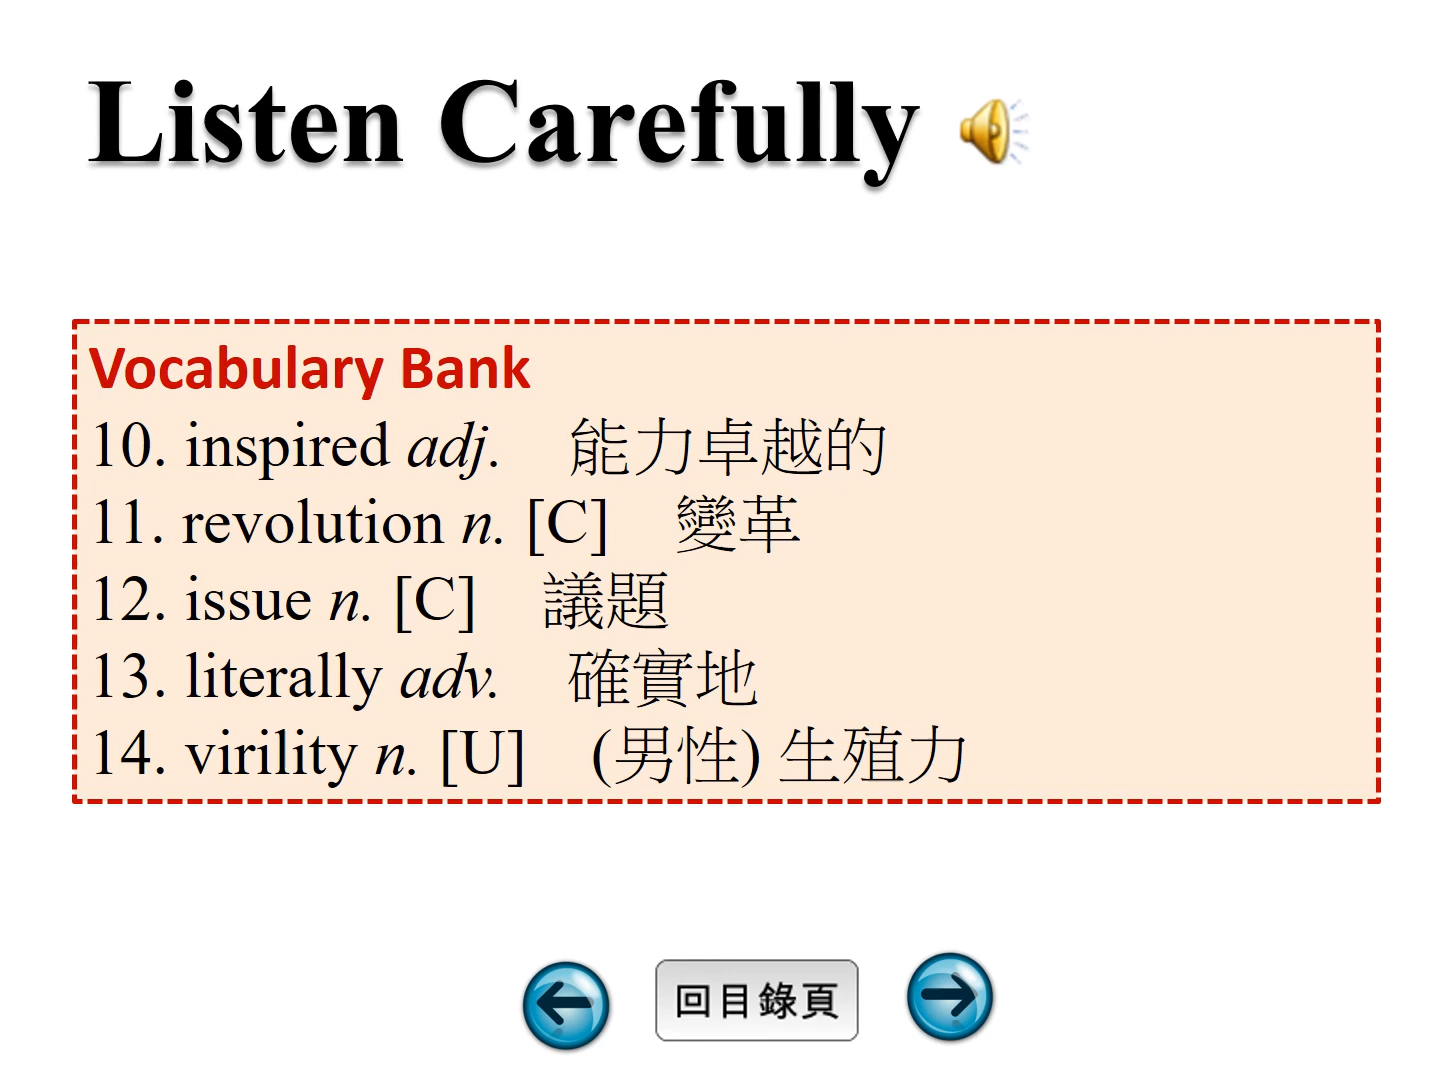 Listen Carefully
Vocabulary Bank
10. inspired adj. 能力卓越的
11. revolution n. [C] 變革
12. issue n. [C] 議題
13. literally adv. 確實地
14. virility n. [U] (男性) 生殖力
回目錄頁